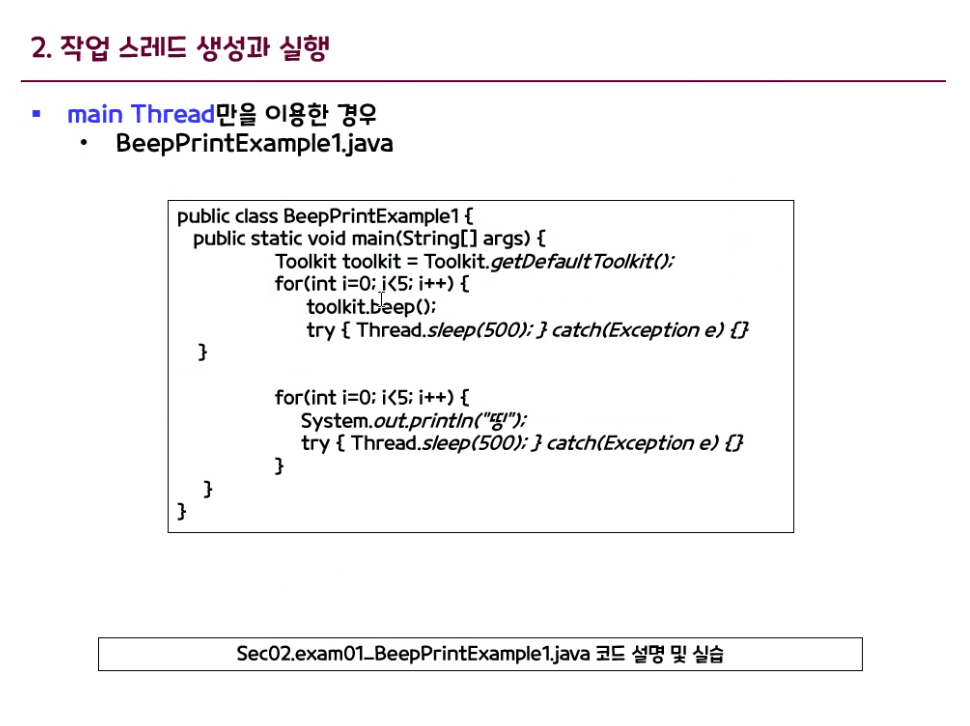 2. 작업 스레드 생성과 실행
▪ main Thread만을 이용한 경우
• BeepPrintExample1.java
public class BeepPrintExample1 {
public static void main(String[] args) {
Toolkit toolkit = Toolkit.getDefaultToolkit();
for(int i=0; i<5; i++) {
toolkit.beep();
try { Thread.sleep(500); } catch(Exception e) {}
}
for(int i=0; i<5; i++) {
System.out.println("띵");
try { Thread.sleep(500); } catch(Exception e) {}
}
}
}
Sec02.exam01_BeepPrintExample1.java 코드 설명 및 실습